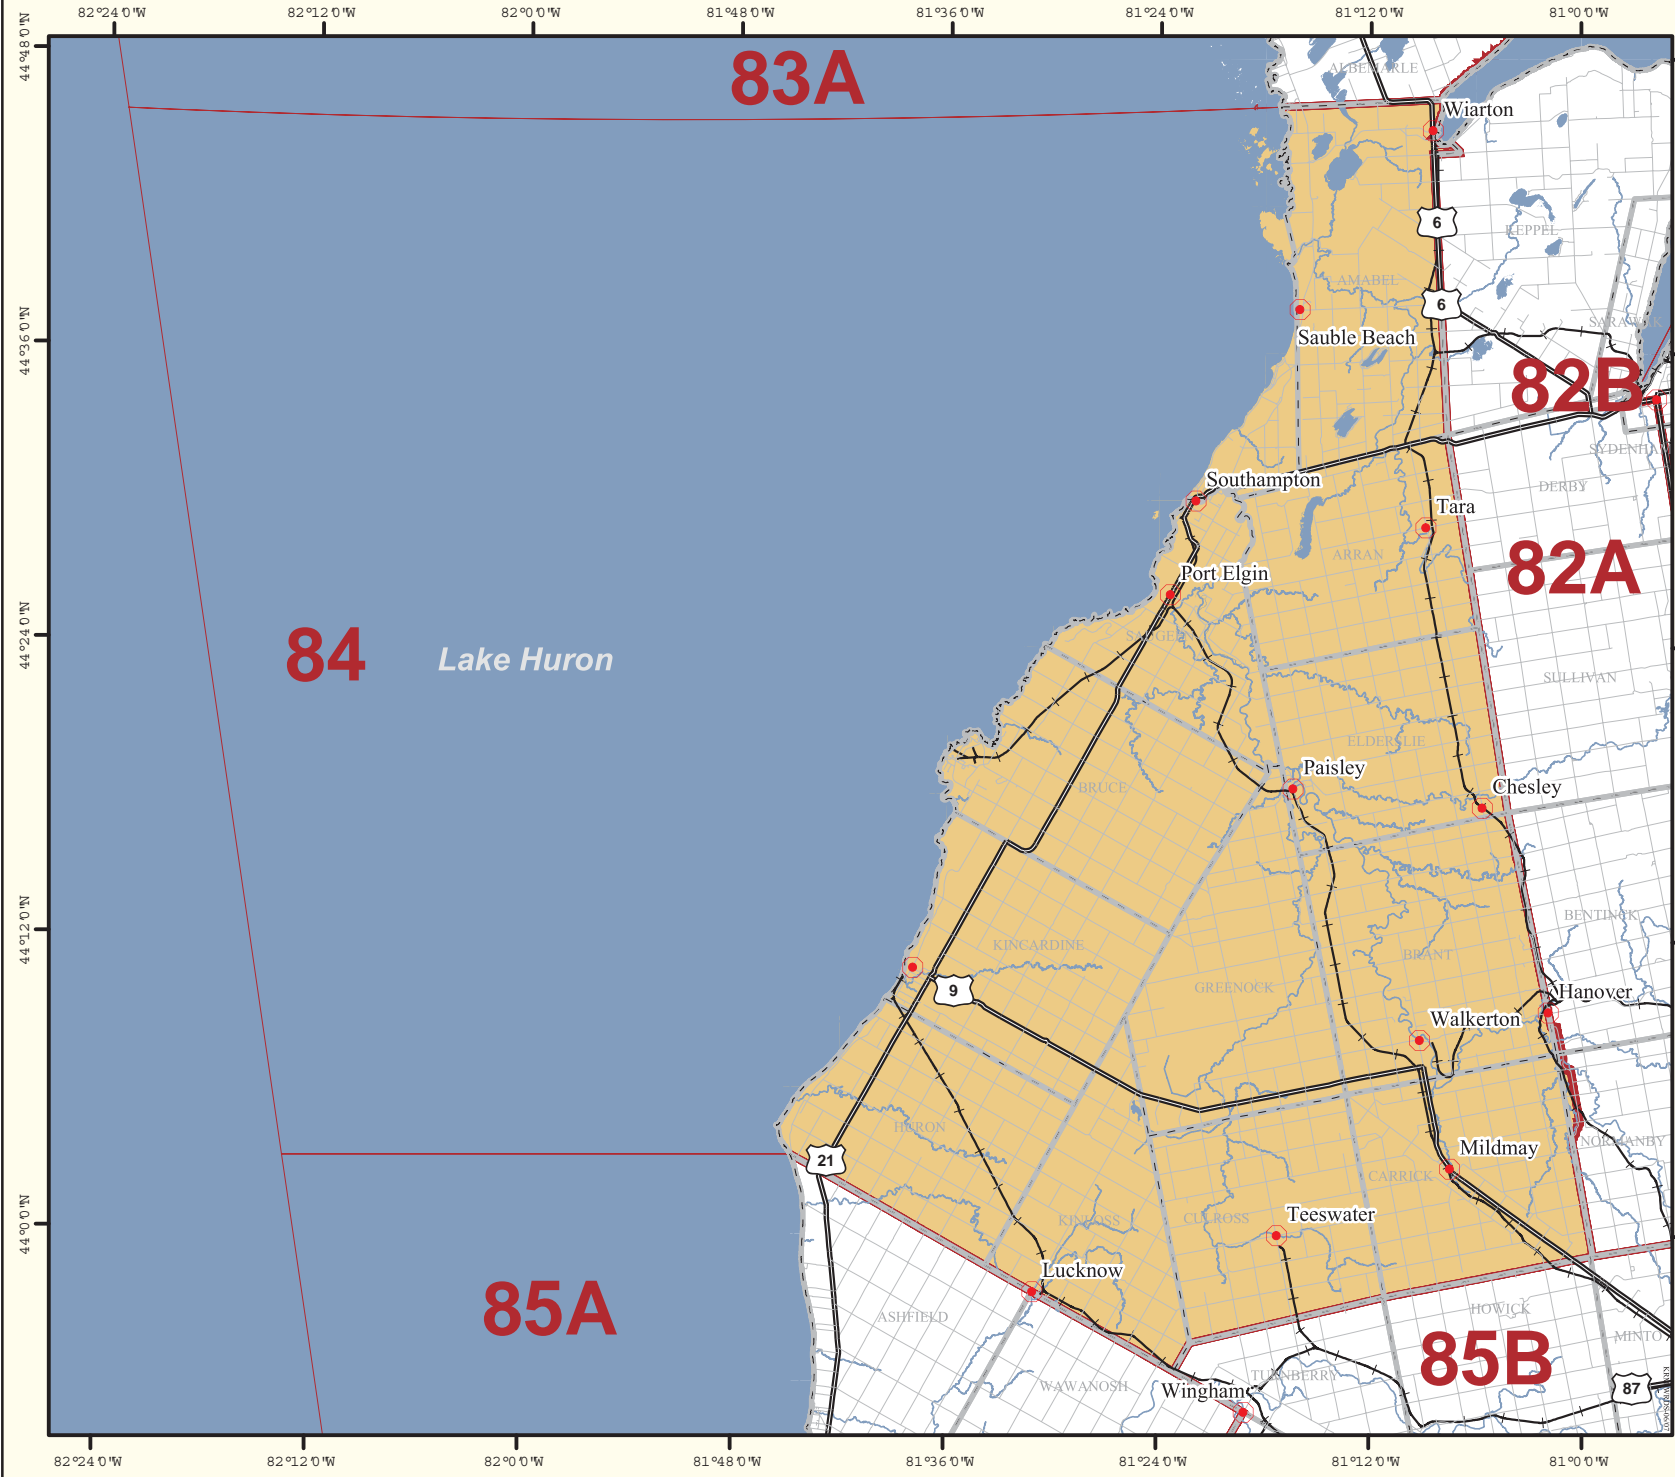 82°24'0"W 82°12'0"W 82°0'0"W 81°48'0"W 81°36'0"W 81°24'0"W 81°12'0"W 81°0'0"W
44°48'0"N
83A
ALBEMARLE
Wiarton
6
KEPPEL
AMABEL
6
SARAWAK
44°36'0"N
Sauble Beach
82B
SYDENHAM
Southampton
DERBY
Tara
ARRAN
82A
Port Elgin
44°24'0"N
SAUGEEN
84
Lake Huron
SULLIVAN
ELDERSLIE
Paisley
BRUCE
Chesley
44°12'0"N
BENTINCK
KINCARDINE
BRANT
GREENOCK
9
Hanover
Walkerton
HURON
NORMANBY
21
Mildmay
CARRICK
44°0'0"N
KINLOSS
CULROSS
Teeswater
Lucknow
85A
ASHFIELD
HOWICK
MINTO
85B
TURNBERRY
WAWANOSH
Wingham
87
82°24'0"W 82°12'0"W 82°0'0"W 81°48'0"W 81°36'0"W 81°24'0"W 81°12'0"W 81°0'0"W